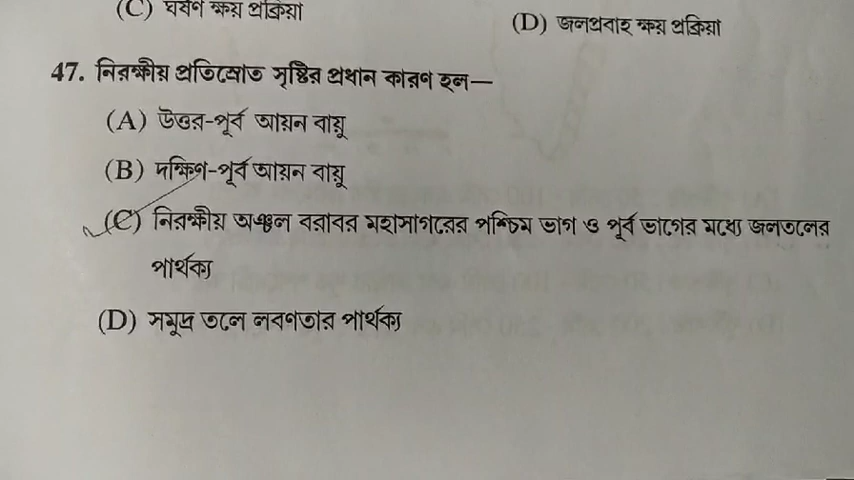 (C) ঘর্ষণ ক্ষয় প্রক্রিয়া
(D) জলপ্রবাহ ক্ষয় প্রক্রিয়া
47. নিরক্ষীয় প্রতিস্রোত সৃষ্টির প্রধান কারণ হল—
(A) উত্তর-পূর্ব আয়ন বায়ু
(B) দক্ষিণ-পূর্ব আয়ন বায়ু
(C) নিরক্ষীয় অঞ্চল বরাবর মহাসাগরের পশ্চিম ভাগ ও পূর্ব ভাগের মধ্যে জলতলের
পার্থক্য
(D) সমুদ্র তলে লবণতার পার্থক্য